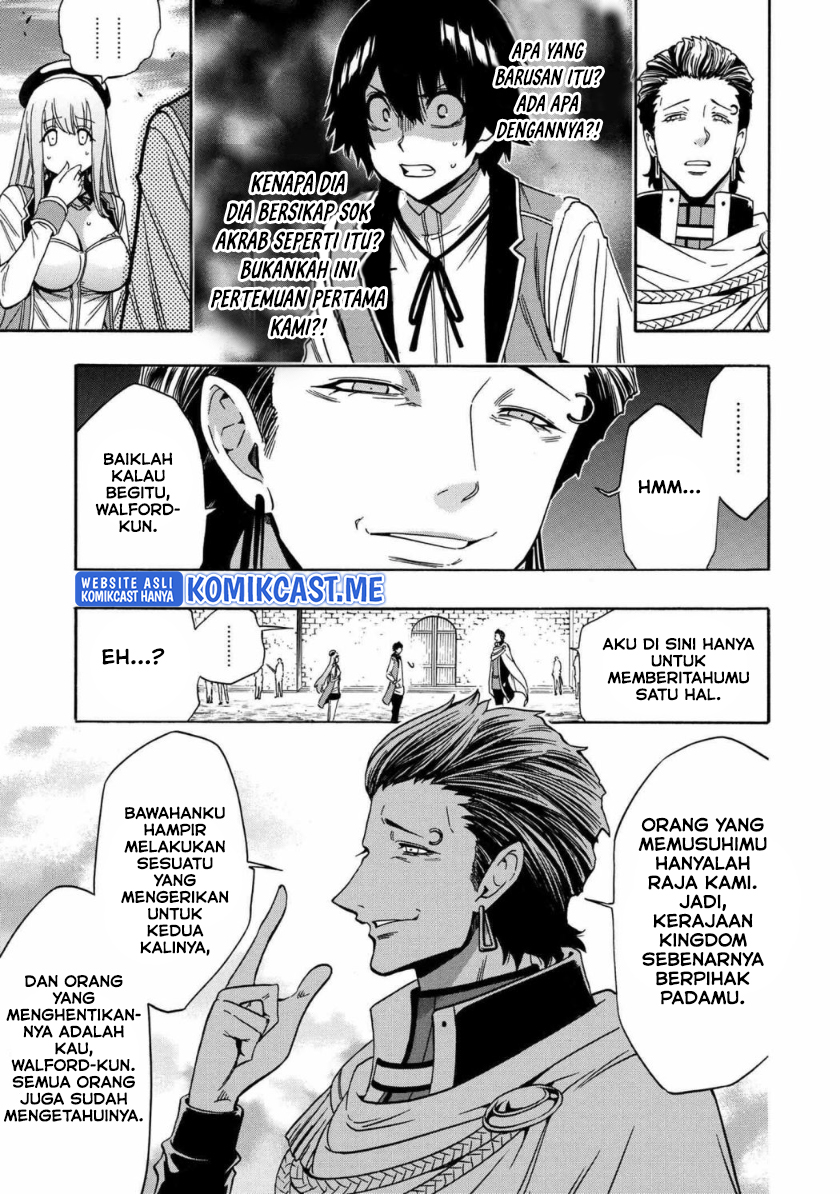 APA YANG
BARUSAN ITU?
ADA APA
DENGANNYA?!
KENAPA DIA
DIA BERSIKAP SOK
AKRAB SEPERTI ITU?
BUKANKAH INI
PERTEMUAN PERTAMA
KAMI?!
........
........
........
HMM...
BAIKLAH
KALAU
BEGITU,
WALFORD-
KUN.
WEBSITE ASLI
KOMIKCAST HANYA
KOMIKCAST.ME
AKU DI SINI HANYA
UNTUK
MEMBERITAHUMU
SATU HAL.
........
EH...?
ORANG YANG
MEMUSUHIMU
HANYALAH
RAJA KAMI.
JADI,
KERAJAAN
KINGDOM
SEBENARNYA
BERPIHAK
PADAMU.
BAWAHANKU
HAMPIR
MELAKUKAN
SESUATU
YANG
MENGERIKAN
UNTUK
KEDUA
KALINYA,
DAN ORANG
YANG
MENGHENTIKAN-
NYA ADALAH
KAU,
WALFORD-KUN.
SEMUA ORANG
JUGA SUDAH
MENGETAHUINYA.